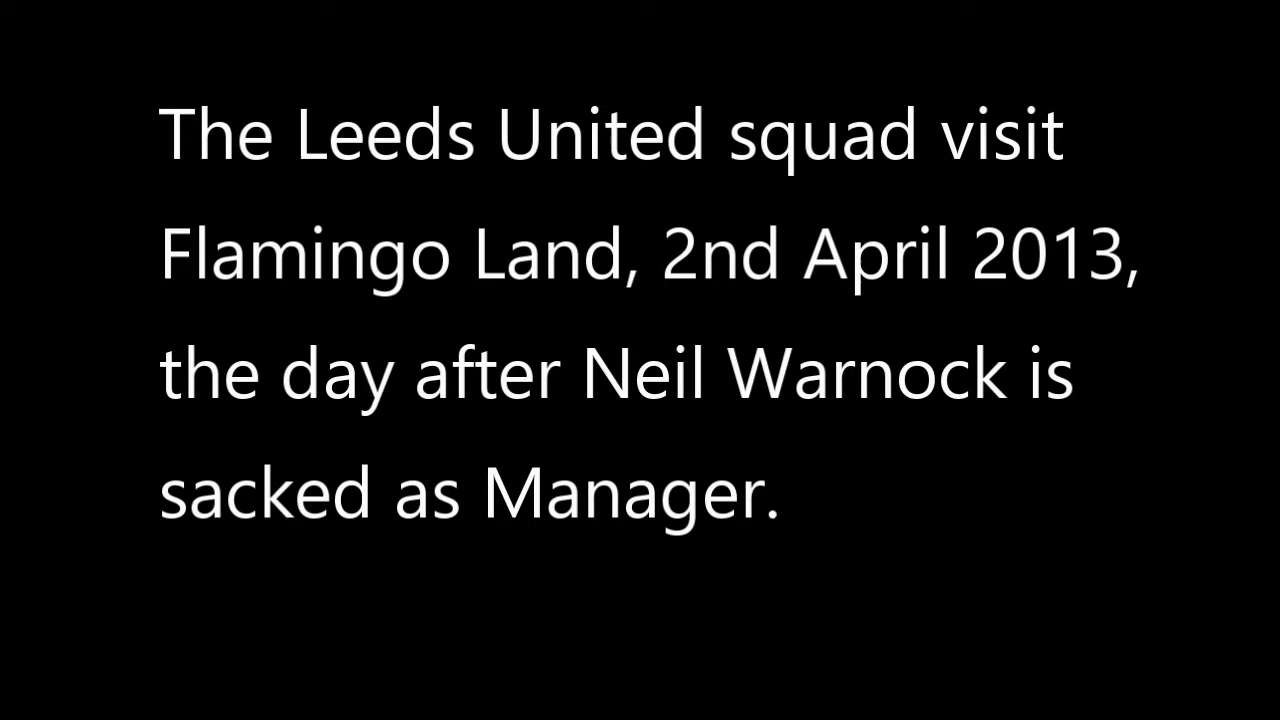 The Leeds United squad visit
Flamingo Land, 2nd April 2013,
the day after Neil Warnock is
sacked as Manager.